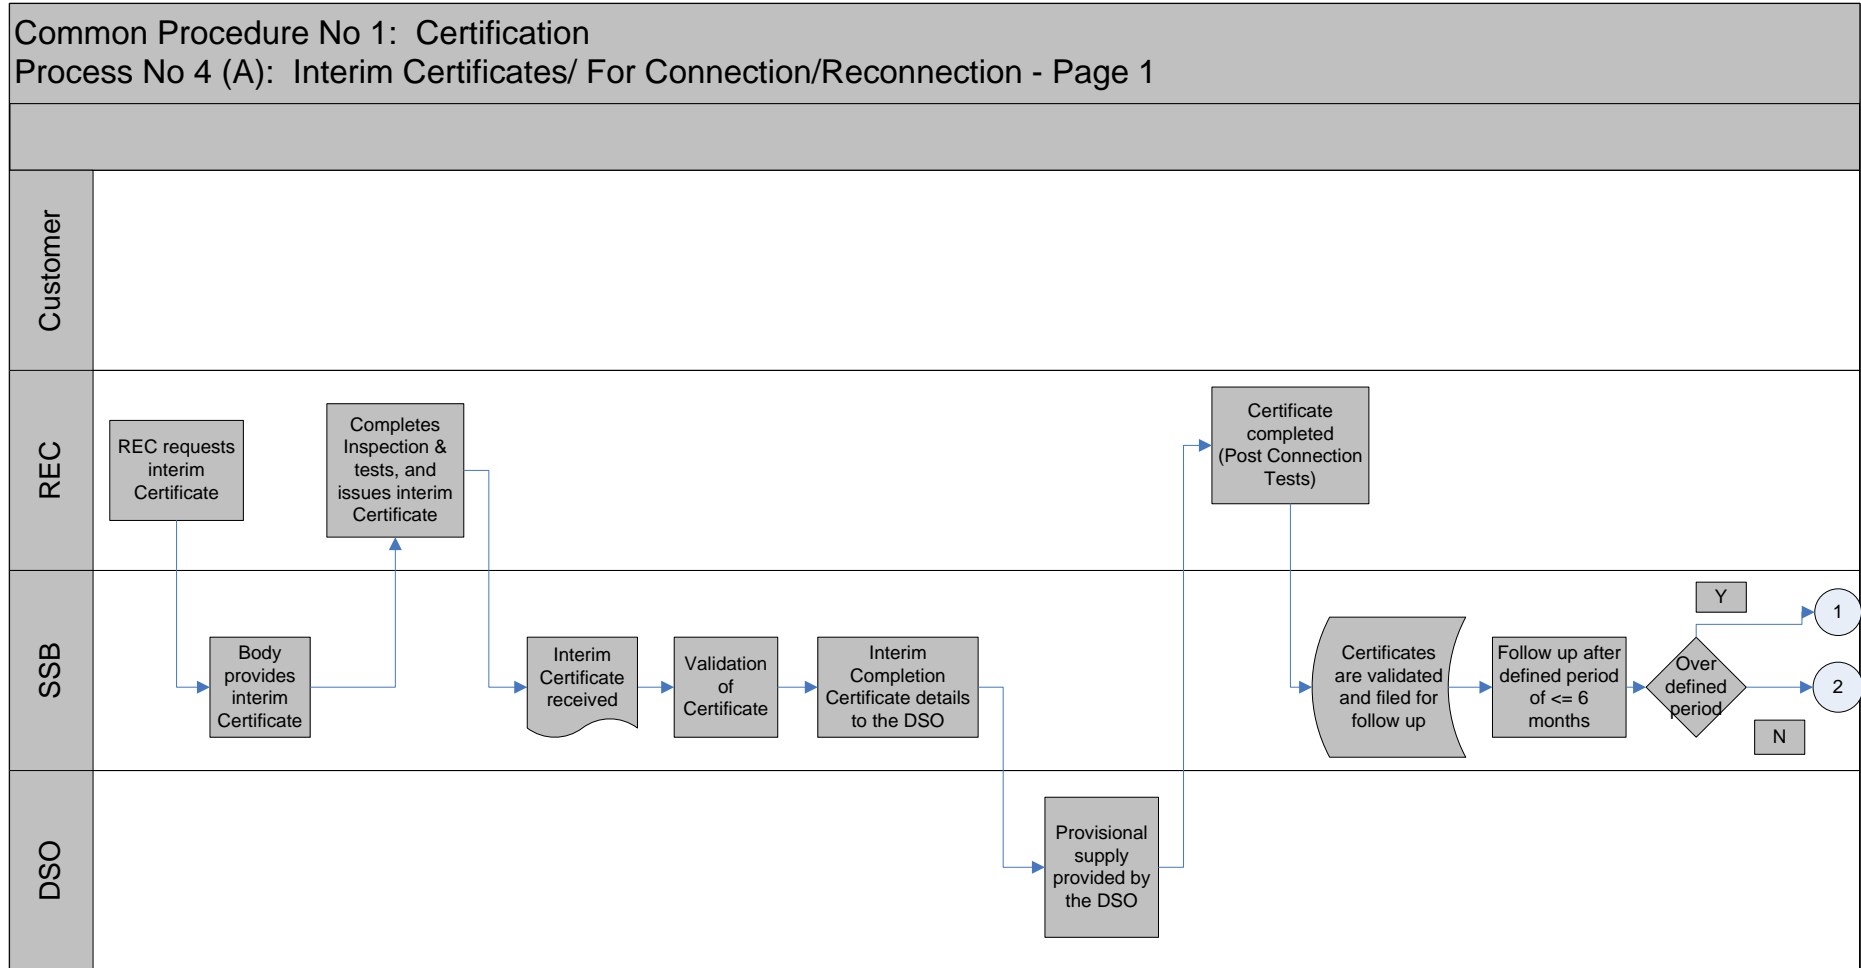 Common Procedure No 1:  Certification
Process No 4 (A):  Interim Certificates/ For Connection/Reconnection - Page 1
Customer
REC
REC requests
interim
Certificate
Completes
Inspection &
tests, and
issues interim
Certificate
Certificate
completed
(Post Connection
Tests)
SSB
Body
provides
interim
Certificate
Interim
Certificate
received
Validation
of
Certificate
Interim
Completion
Certificate details
to the DSO
Certificates
are validated
and filed for
follow up
Follow up after
defined period
of <= 6
months
Over
defined
period
Y
1
2
N
DSO
Provisional
supply
provided by
the DSO